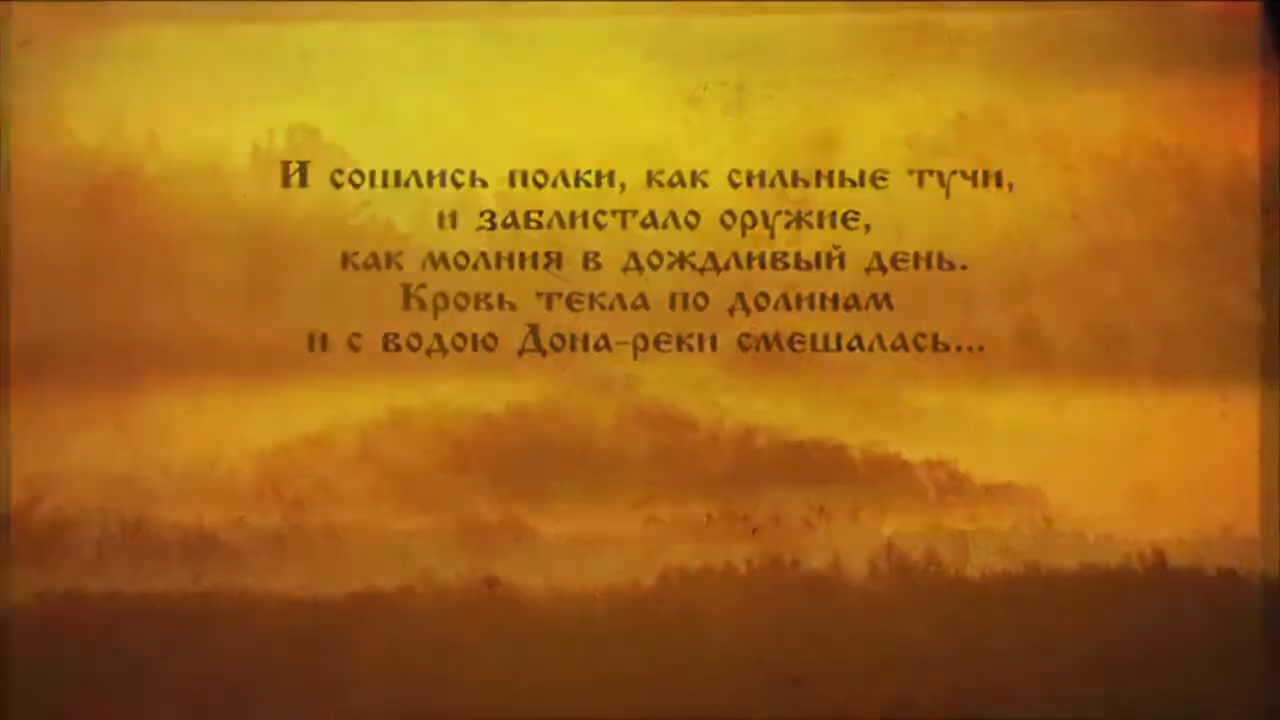 И сошлись полки, как сильные тучи,
и заблистало оружие,
как молния в дождливый день.
Кровь текла по долинам
и с водою Дона-реки смешалась...